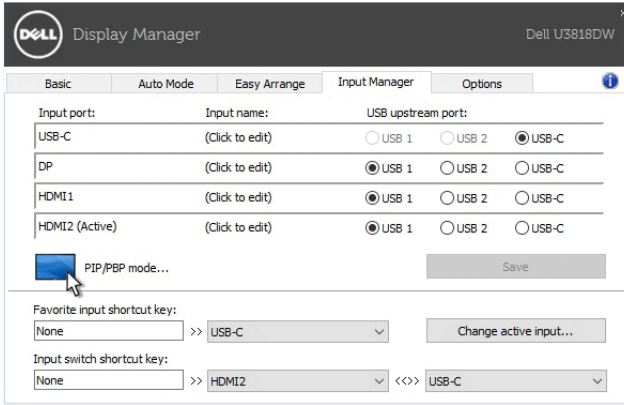 DELL Display Manager Dell U3818DW
Basic Auto Mode Easy Arrange Input Manager Options
Input port: Input name: USB upstream port:
USB-C (Click to edit) USB 1 USB 2 USB-C
DP (Click to edit) USB 1 USB 2 USB-C
HDMI1 (Click to edit) USB 1 USB 2 USB-C
HDMI2 (Active) (Click to edit) USB 1 USB 2 USB-C
PIP/PBP mode... Save
Favorite input shortcut key:
None >> USB-C Change active input...
Input switch shortcut key:
None >> HDMI2 <<>> USB-C